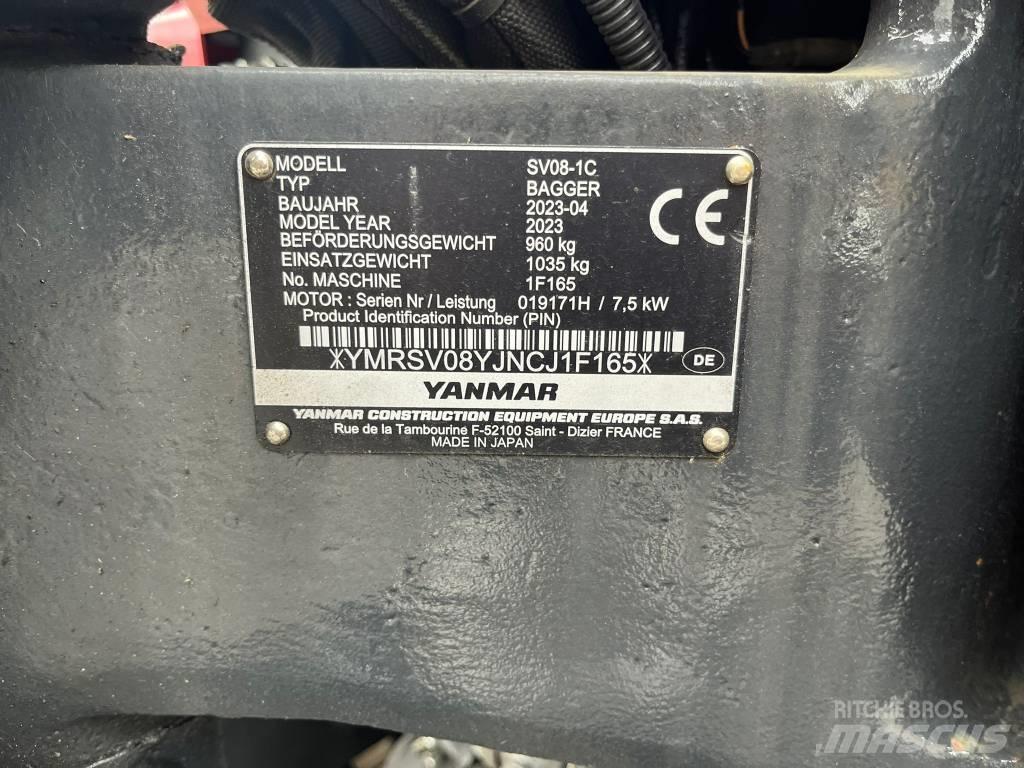 MODELL SV08-1C
TYP BAGGER
BAUJAHR 2023-04
MODEL YEAR 2023
BEFÖRDERUNGSGEWICHT 960 kg
EINSATZGEWICHT 1035 kg
No. MASCHINE 1F165
MOTOR : Serien Nr / Leistung 019171H / 7,5 kW
Product Identification Number (PIN)
*YMRSV08YJNCJ1F165*
DE
CE
YANMAR
YANMAR CONSTRUCTION EQUIPMENT EUROPE S.A.S.
Rue de la Tambourine F-52100 Saint - Dizier FRANCE
MADE IN JAPAN
RITCHIE BROS.
MASCUS